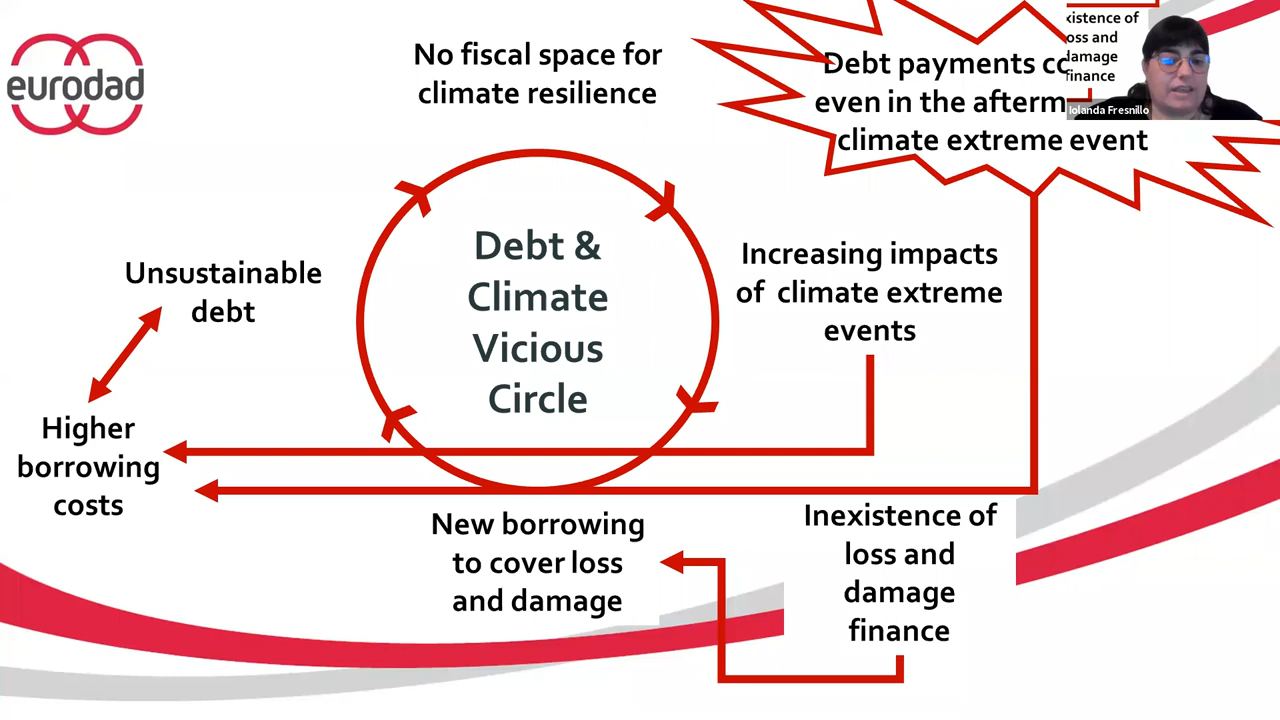 eurodad
No fiscal space for
climate resilience
Debt payments
even in the
climate extreme event
xistence of
oss and
damage
finance
Iolanda Fresnillo
Debt &
Climate
Vicious
Circle
Unsustainable
debt
Increasing impacts
of climate extreme
events
Higher
borrowing
costs
New borrowing
to cover loss
and damage
Inexistence of
loss and
damage
finance